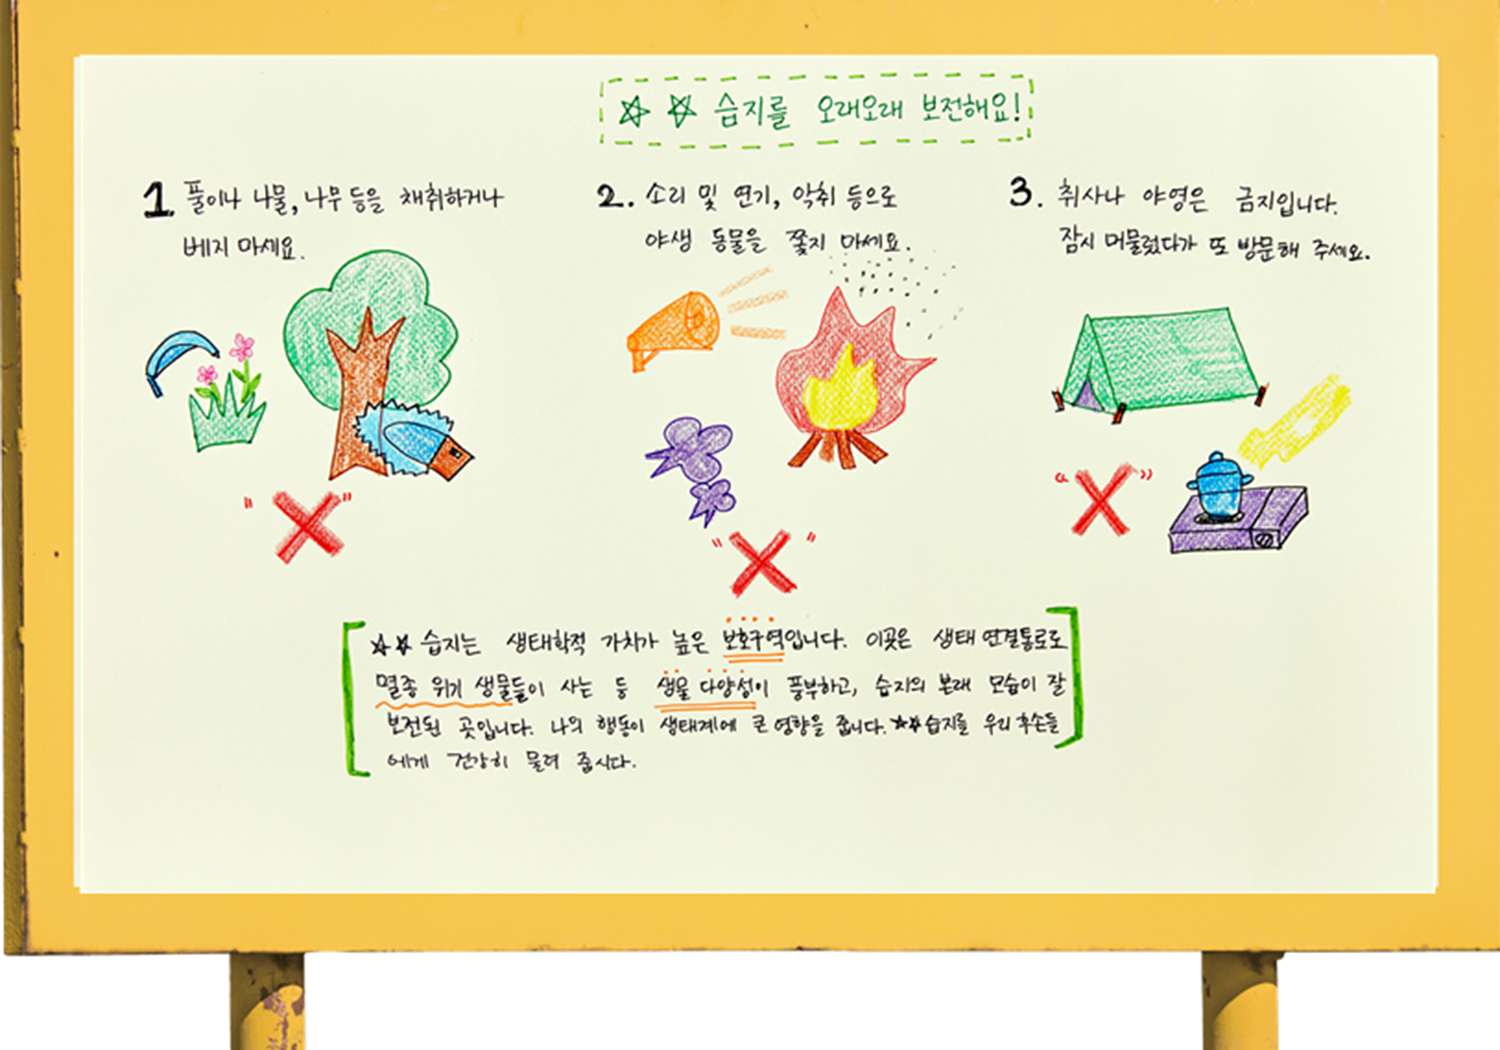 ☆☆ 습지를 오래오래 보전해요!
1. 풀이나 나물, 나무 등을 채취하거나
베지 마세요.
2. 소리 및 연기, 악취 등으로
야생 동물을 쫓지 마세요.
3. 취사나 야영은 금지입니다.
잠시 머물렀다가 또 방문해 주세요.
" X "
" X "
" X "
☆☆ 습지는 생태학적 가치가 높은 보호구역입니다. 이곳은 생태 연결통로로
멸종 위기 생물들이 사는 등 생물 다양성이 풍부하고, 습지의 본래 모습이 잘
보전된 곳입니다. 나의 행동이 생태계에 큰 영향을 줍니다. ☆☆ 습지를 우리 후손들
에게 건강히 물려 줍시다.